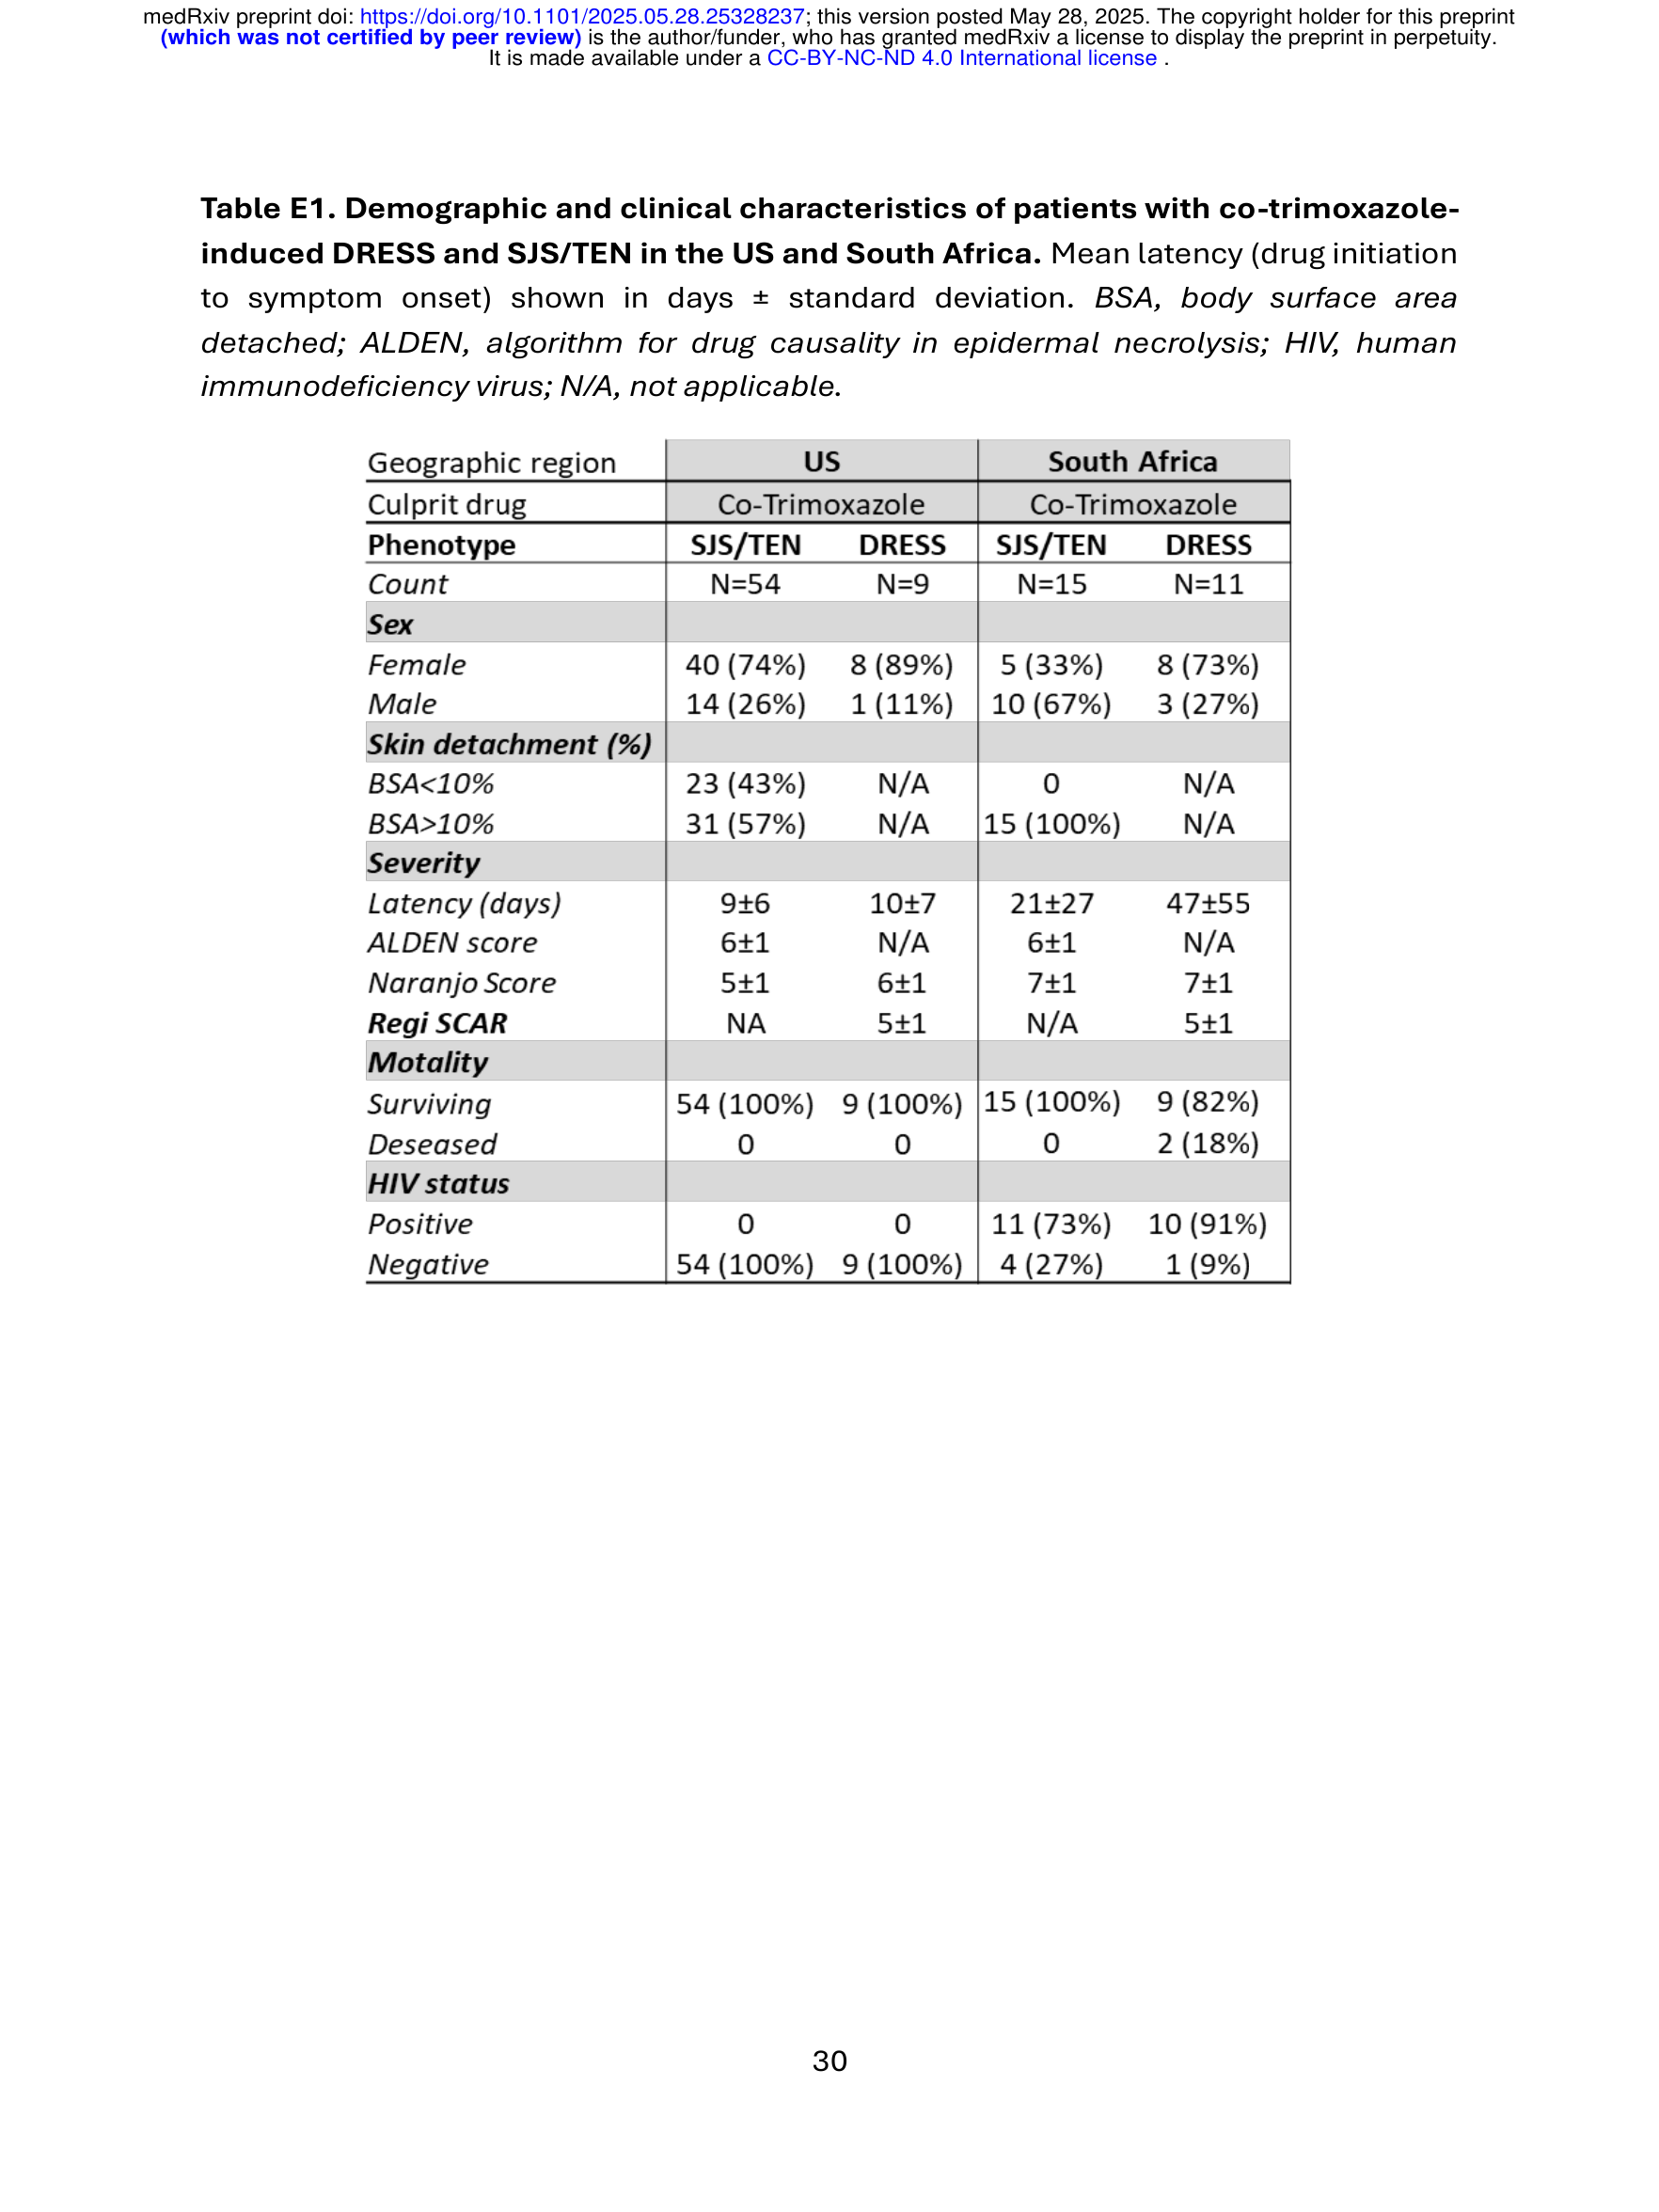 medRxiv preprint doi: https://doi.org/10.1101/2025.05.28.25328237; this version posted May 28, 2025. The copyright holder for this preprint
(which was not certified by peer review) is the author/funder, who has granted medRxiv a license to display the preprint in perpetuity.
It is made available under a CC-BY-NC-ND 4.0 International license .
Table E1. Demographic and clinical characteristics of patients with co-trimoxazole-
induced DRESS and SJS/TEN in the US and South Africa. Mean latency (drug initiation
to symptom onset) shown in days ± standard deviation. BSA, body surface area
detached; ALDEN, algorithm for drug causality in epidermal necrolysis; HIV, human
immunodeficiency virus; N/A, not applicable.
Geographic region US South Africa
Culprit drug Co-Trimoxazole Co-Trimoxazole
Phenotype SJS/TEN DRESS SJS/TEN DRESS
Count N=54 N=9 N=15 N=11
Sex
Female 40 (74%) 8 (89%) 5 (33%) 8 (73%)
Male 14 (26%) 1 (11%) 10 (67%) 3 (27%)
Skin detachment (%)
BSA<10% 23 (43%) N/A 0 N/A
BSA>10% 31 (57%) N/A 15 (100%) N/A
Severity
Latency (days) 9±6 10±7 21±27 47±55
ALDEN score 6±1 N/A 6±1 N/A
Naranjo Score 5±1 6±1 7±1 7±1
Regi SCAR NA 5±1 N/A 5±1
Motality
Surviving 54 (100%) 9 (100%) 15 (100%) 9 (82%)
Deseased 0 0 0 2 (18%)
HIV status
Positive 0 0 11 (73%) 10 (91%)
Negative 54 (100%) 9 (100%) 4 (27%) 1 (9%)
30